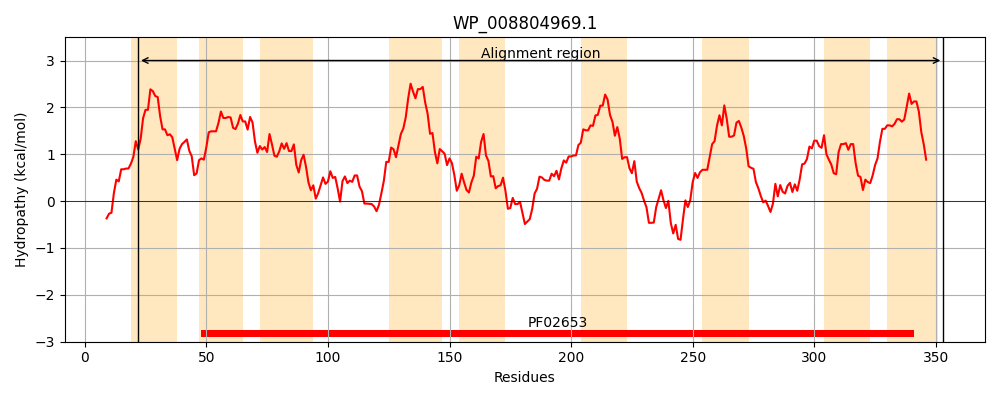 WP_008804969.1
Alignment region
3
2
1
0
−1
−2
−3
Hydropathy (kcal/mol)
PF02653
0 50 100 150 200 250 300 350
Residues